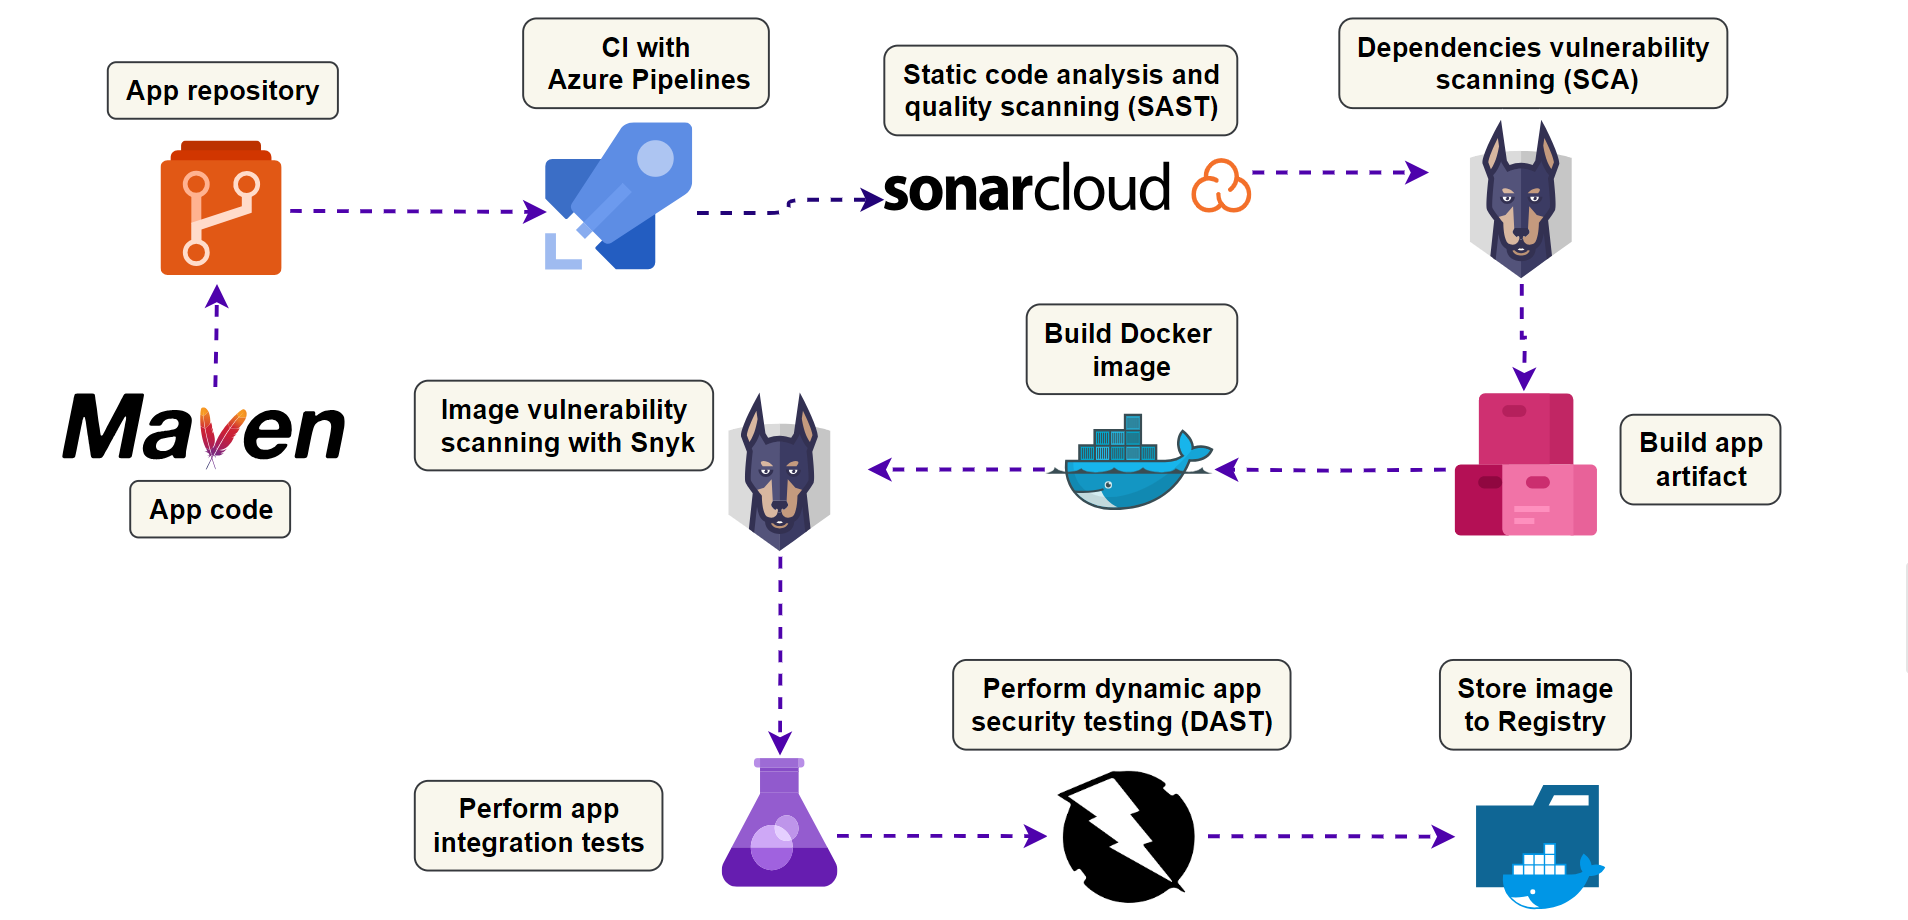 App repository
CI with
Azure Pipelines
Static code analysis and
quality scanning (SAST)
sonarcloud
Dependencies vulnerability
scanning (SCA)
Maven
App code
Build app
artifact
Build Docker
image
Image vulnerability
scanning with Snyk
Perform app
integration tests
Perform dynamic app
security testing (DAST)
Store image
to Registry